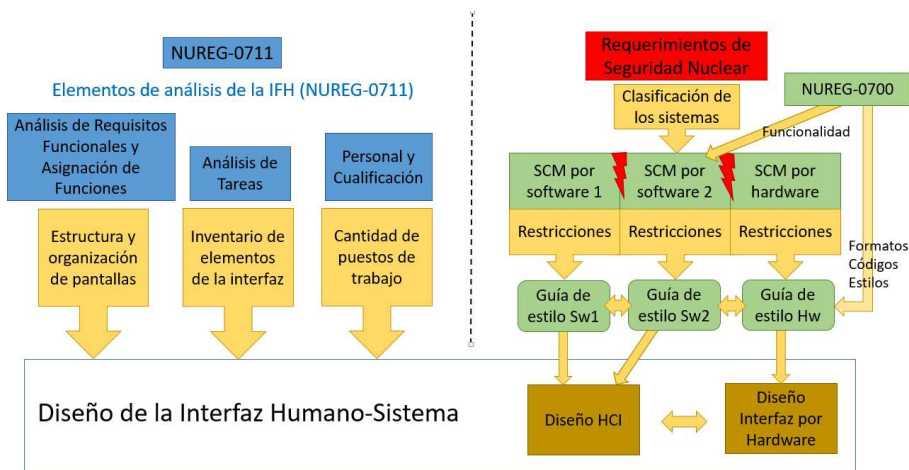 NUREG-0711
Elementos de análisis de la IFH (NUREG-0711)
Análisis de Requisitos
Funcionales y
Asignación de
Funciones
Análisis de
Tareas
Personal y
Cualificación
Estructura y
organización
de pantallas
Inventario de
elementos
de la interfaz
Cantidad de
puestos de
trabajo
Requerimientos de
Seguridad Nuclear
NUREG-0700
Clasificación de
los sistemas
Funcionalidad
SCM por
software 1
SCM por
software 2
SCM por
hardware
Restricciones
Restricciones
Restricciones
Formatos
Códigos
Estilos
Guía de
estilo Sw1
Guía de
estilo Sw2
Guía de
estilo Hw
Diseño de la Interfaz Humano-Sistema
Diseño HCI
Diseño
Interfaz por
Hardware